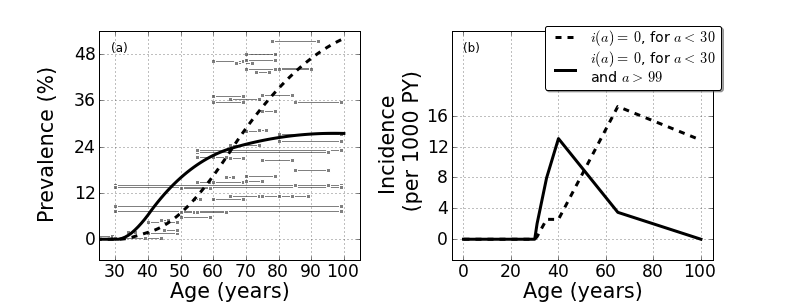 (a)
Prevalence (%)
48
36
24
12
0
30 40 50 60 70 80 90 100
Age (years)
(b)
i(a) = 0, for a < 30
i(a) = 0, for a < 30
and a > 99
Incidence
(per 1000 PY)
16
12
8
4
0
0 20 40 60 80 100
Age (years)